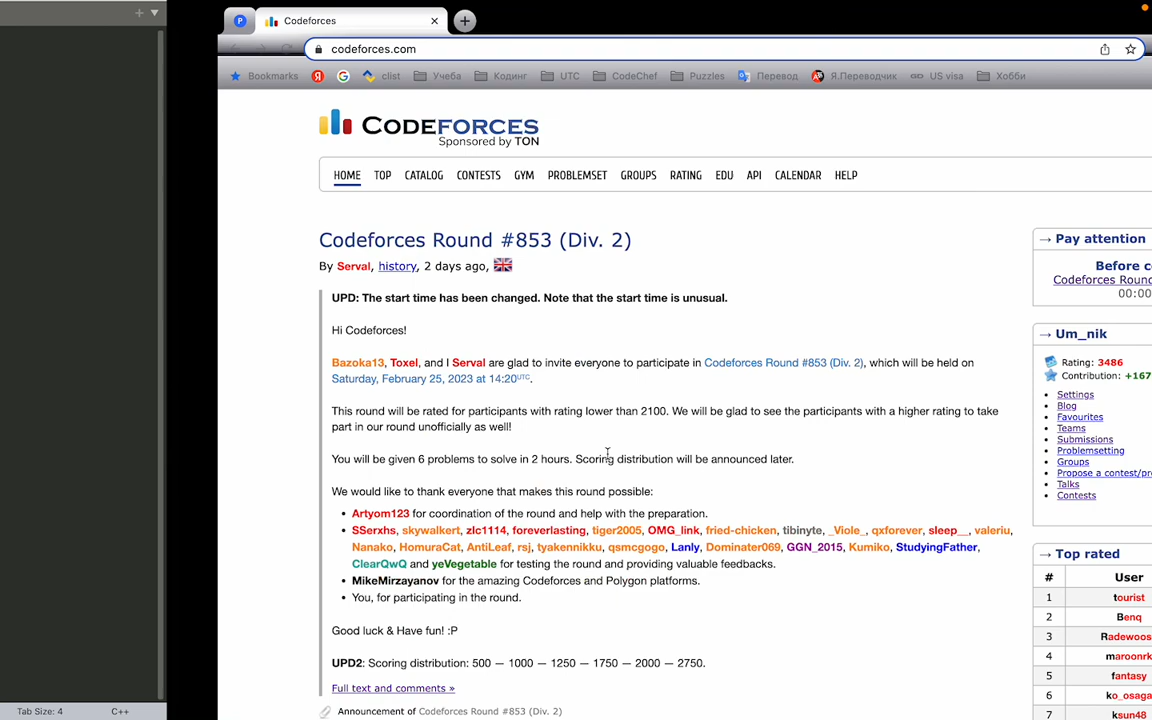 P Codeforces
codeforces.com
Bookmarks Я G clist Учеба Кодинг UTC CodeChef Puzzles Перевод Я.Переводчик US visa Хобби
CODEFORCES
Sponsored by TON
HOME TOP CATALOG CONTESTS GYM PROBLEMSET GROUPS RATING EDU API CALENDAR HELP
Codeforces Round #853 (Div. 2)
By Serval, history, 2 days ago,
UPD: The start time has been changed. Note that the start time is unusual.
Hi Codeforces!
Bazoka13, Toxel, and I Serval are glad to invite everyone to participate in Codeforces Round #853 (Div. 2), which will be held on
Saturday, February 25, 2023 at 14:20UTC.
This round will be rated for participants with rating lower than 2100. We will be glad to see the participants with a higher rating to take
part in our round unofficially as well!
You will be given 6 problems to solve in 2 hours. Scoring distribution will be announced later.
We would like to thank everyone that makes this round possible:
• Artyom123 for coordination of the round and help with the preparation.
• SSerxhs, skywalkert, zlc1114, foreverlasting, tiger2005, OMG_link, fried-chicken, tibinyte, _Viole_, qxforever, sleep__, valeriu,
Nanako, HomuraCat, AntiLeaf, rsj, tyakennikku, qsmcgogo, Lanly, Dominater069, GGN_2015, Kumiko, StudyingFather,
ClearQwQ and yeVegetable for testing the round and providing valuable feedbacks.
• MikeMirzayanov for the amazing Codeforces and Polygon platforms.
• You, for participating in the round.
Good luck & Have fun! :P
UPD2: Scoring distribution: 500 — 1000 — 1250 — 1750 — 2000 — 2750.
Full text and comments »
Announcement of Codeforces Round #853 (Div. 2)
→ Pay attention
Before c
Codeforces Round
00:00
→ Um_nik
Rating: 3486
Contribution: +167
• Settings
• Blog
• Favourites
• Teams
• Submissions
• Problemsetting
• Groups
• Propose a contest/pr
• Talks
• Contests
→ Top rated
# User
1 tourist
2 Benq
3 Radewoos
4 maroonrk
5 fantasy
6 ko_osaga
7 ksun48
Tab Size: 4 C++